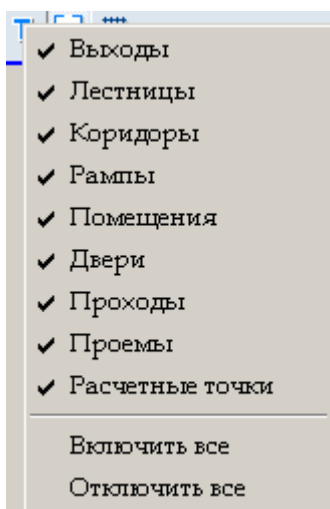 Выходы
Лестницы
Коридоры
Рампы
Помещения
Двери
Проходы
Проемы
Расчетные точки
Включить все
Отключить все